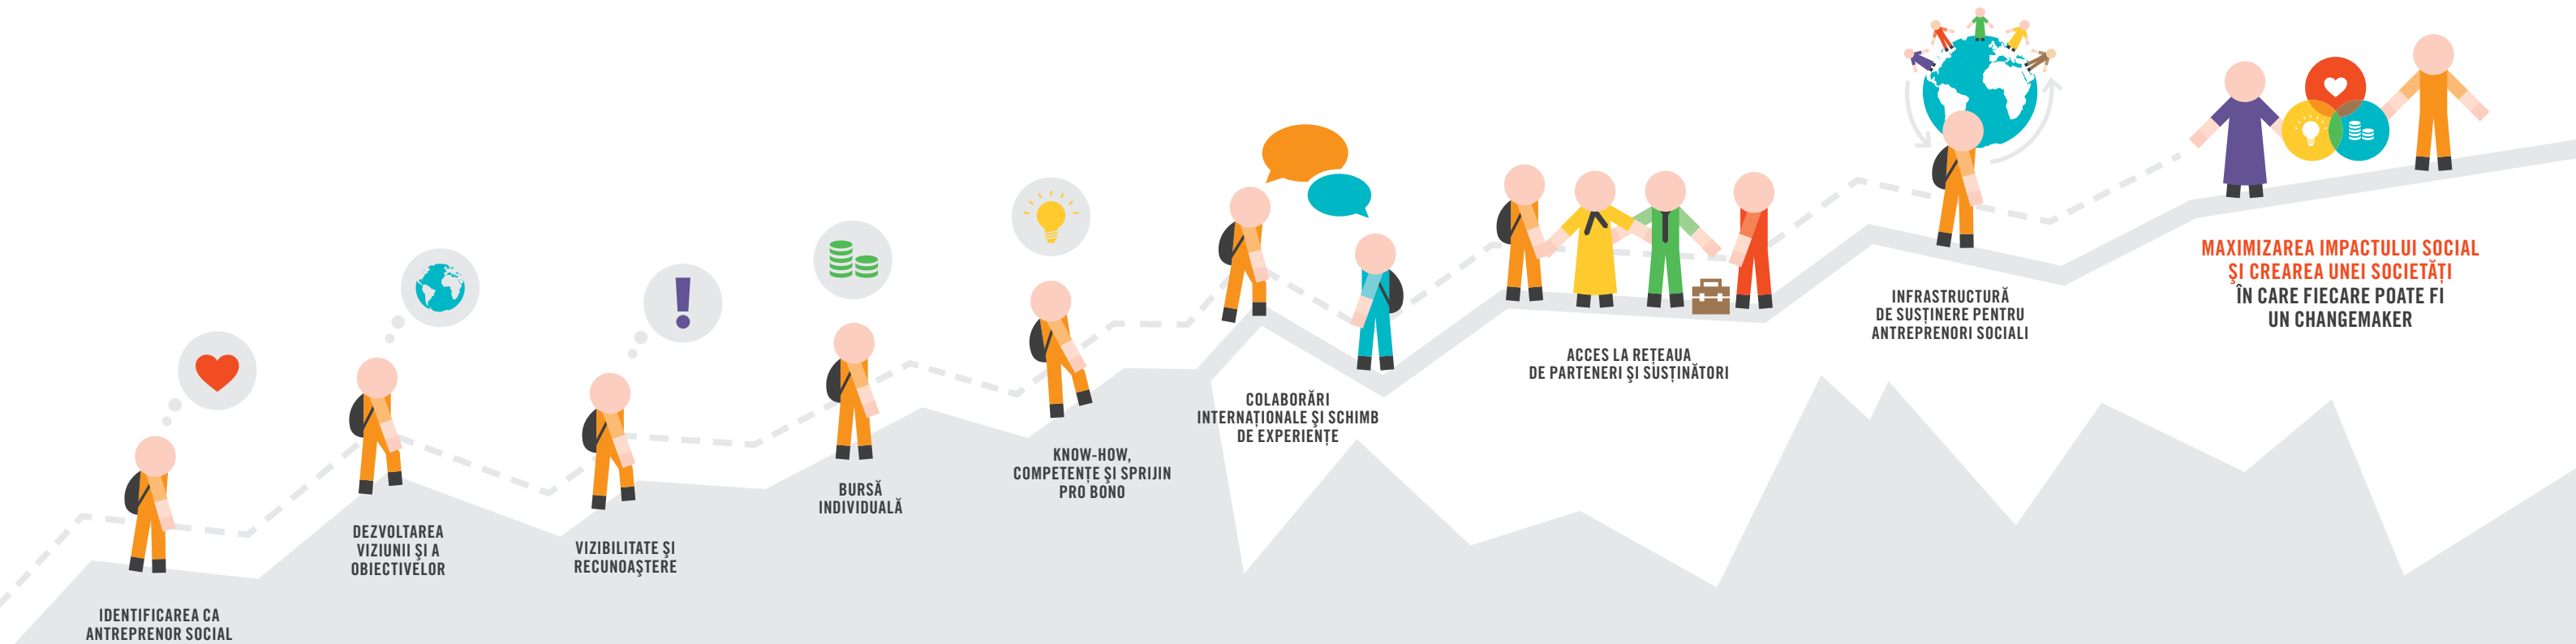 IDENTIFICAREA CA
ANTREPRENOR SOCIAL
DEZVOLTAREA
VIZIUNII ŞI A
OBIECTIVELOR
VIZIBILITATE ŞI
RECUNOAŞTERE
BURSĂ
INDIVIDUALĂ
KNOW-HOW,
COMPETENȚE ŞI SPRIJIN
PRO BONO
COLABORĂRI
INTERNAȚIONALE ŞI SCHIMB
DE EXPERIENȚE
ACCES LA REȚEAUA
DE PARTENERI ŞI SUSȚINĂTORI
INFRASTRUCTURĂ
DE SUSȚINERE PENTRU
ANTREPRENORI SOCIALI
MAXIMIZAREA IMPACTULUI SOCIAL
ŞI CREAREA UNEI SOCIETĂȚI
ÎN CARE FIECARE POATE FI
UN CHANGEMAKER